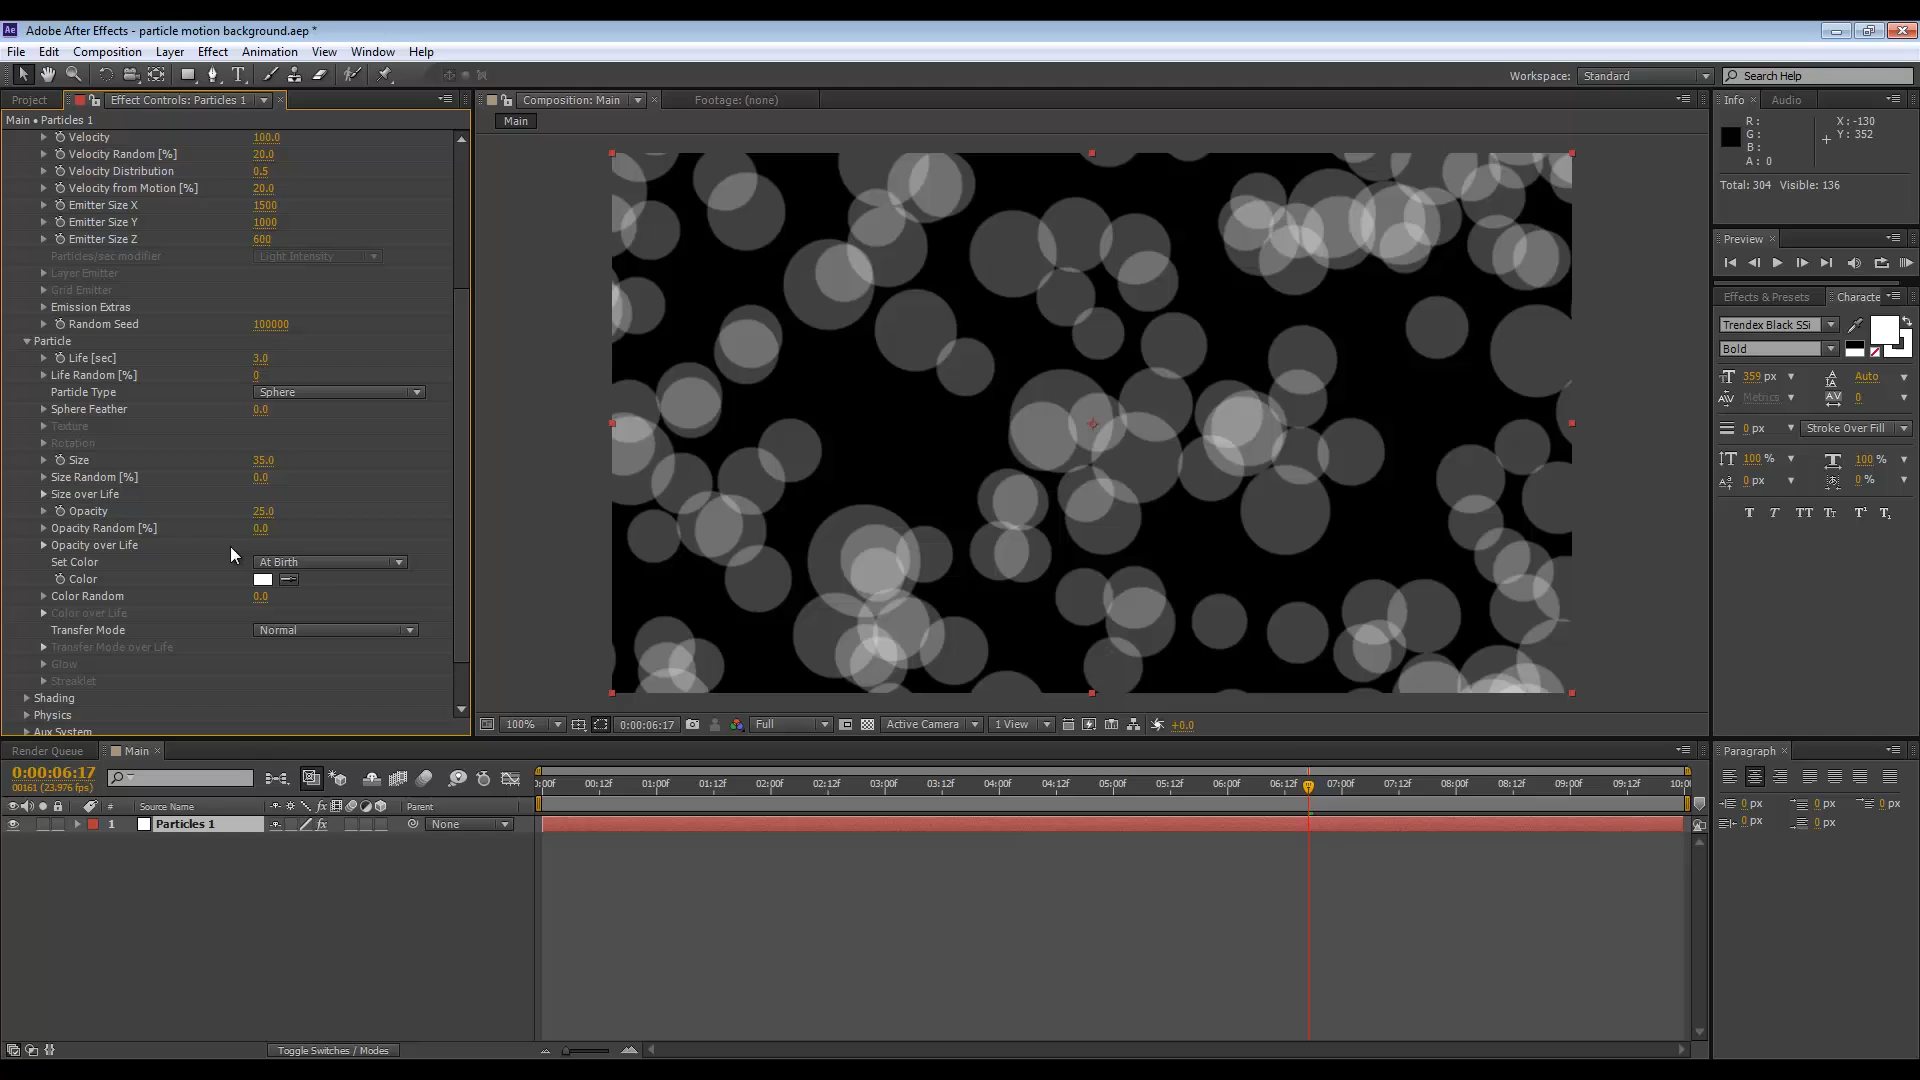 Ae Adobe After Effects - particle motion background.aep *
File Edit Composition Layer Effect Animation View Window Help
Workspace: Standard Search Help
Project Effect Controls: Particles 1
Main • Particles 1
Velocity 100.0
Velocity Random [%] 20.0
Velocity Distribution 0.5
Velocity from Motion [%] 20.0
Emitter Size X 1500
Emitter Size Y 1000
Emitter Size Z 600
Particles/sec modifier Light Intensity
Layer Emitter
Grid Emitter
Emission Extras
Random Seed 100000
Particle
Life [sec] 3.0
Life Random [%] 0
Particle Type Sphere
Sphere Feather 0.0
Texture
Rotation
Size 35.0
Size Random [%] 0.0
Size over Life
Opacity 25.0
Opacity Random [%] 0.0
Opacity over Life
Set Color At Birth
Color
Color Random 0.0
Color over Life
Transfer Mode Normal
Transfer Mode over Life
Glow
Streaklet
Shading
Physics
Aux System
Composition: Main Footage: (none)
Main
100% 0:00:06:17 Full Active Camera 1 View +0.0
Info Audio
R: X: -130
G: Y: 352
B:
A: 0
Total: 304 Visible: 136
Preview
Effects & Presets Characte
Trendex Black SSi
Bold
359 px Auto
Metrics 0
0 px Stroke Over Fill
100 % 100 %
0 px 0 %
T T TT Tt T¹ T₁
Render Queue Main
0:00:06:17
00161 (23.976 fps)
# Source Name fx Parent
1 Particles 1 fx None
0:00f 00:12f 01:00f 01:12f 02:00f 02:12f 03:00f 03:12f 04:00f 04:12f 05:00f 05:12f 06:00f 06:12f 07:00f 07:12f 08:00f 08:12f 09:00f 09:12f 10:0
Toggle Switches / Modes
Paragraph
0 px 0 px 0 px
0 px 0 px